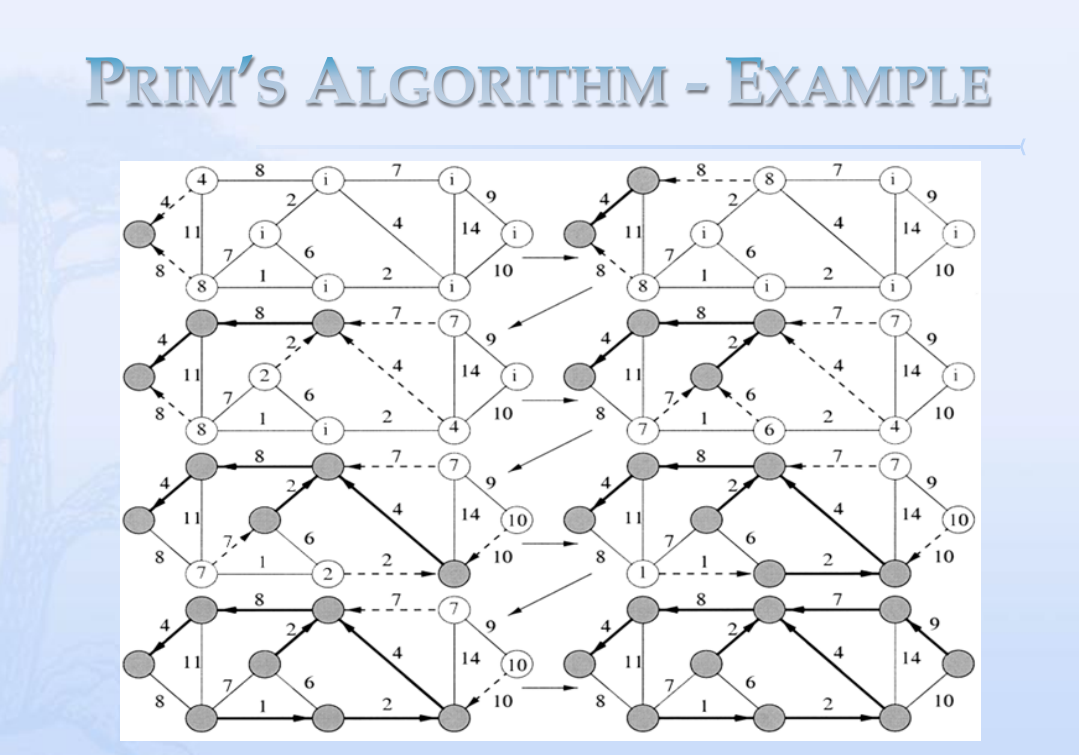 PRIM'S ALGORITHM - EXAMPLE
4 8 i 7 i 8 8 7 i
4 2 9 4 2 9
11 i 4 14 i 11 i 4 14 i
8 7 6 10 8 7 6 10
8 1 i 2 i 8 1 i 2 i
8 7 7 8 7 7
4 2 9 4 2 9
11 2 4 14 i 11 4 14 i
8 7 6 10 8 7 6 10
8 1 i 2 4 7 1 6 2 4
8 7 7 8 7 7
4 2 9 4 2 9
11 4 14 10 11 4 14 10
8 7 6 10 8 7 6 10
7 1 2 2 1 1 2
8 7 7 8 7
4 2 9 4 2 9
11 4 14 10 11 4 14
8 7 6 10 8 7 6 10
1 2 1 2